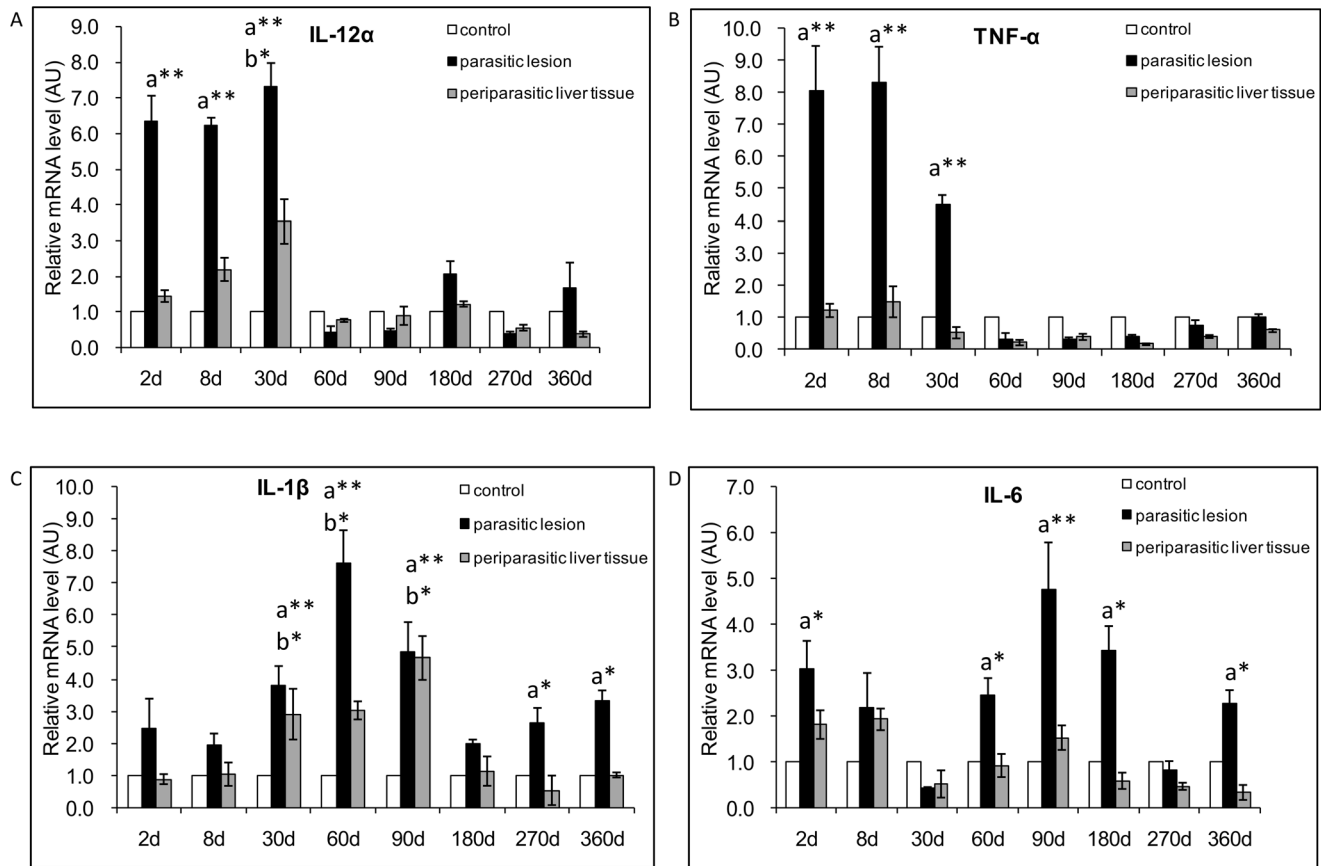 A
IL-12α
Relative mRNA level (AU)
9.0
8.0
7.0
6.0
5.0
4.0
3.0
2.0
1.0
0.0
a**
a**
a**
b*
control
parasitic lesion
periparasitic liver tissue
2d 8d 30d 60d 90d 180d 270d 360d
B
TNF-α
Ralative mRNA level (AU)
10.0
9.0
8.0
7.0
6.0
5.0
4.0
3.0
2.0
1.0
0.0
a** a**
a**
control
parasitic lesion
periparasitic liver tissue
2d 8d 30d 60d 90d 180d 270d 360d
C
IL-1β
Relative mRNA level (AU)
10.0
9.0
8.0
7.0
6.0
5.0
4.0
3.0
2.0
1.0
0.0
a**
b*
a**
b*
a**
b*
a*
a*
control
parasitic lesion
periparasitic liver tissue
2d 8d 30d 60d 90d 180d 270d 360d
D
IL-6
Relative mRNA level (AU)
7.0
6.0
5.0
4.0
3.0
2.0
1.0
0.0
a*
a*
a**
a*
a*
control
parasitic lesion
periparasitic liver tissue
2d 8d 30d 60d 90d 180d 270d 360d